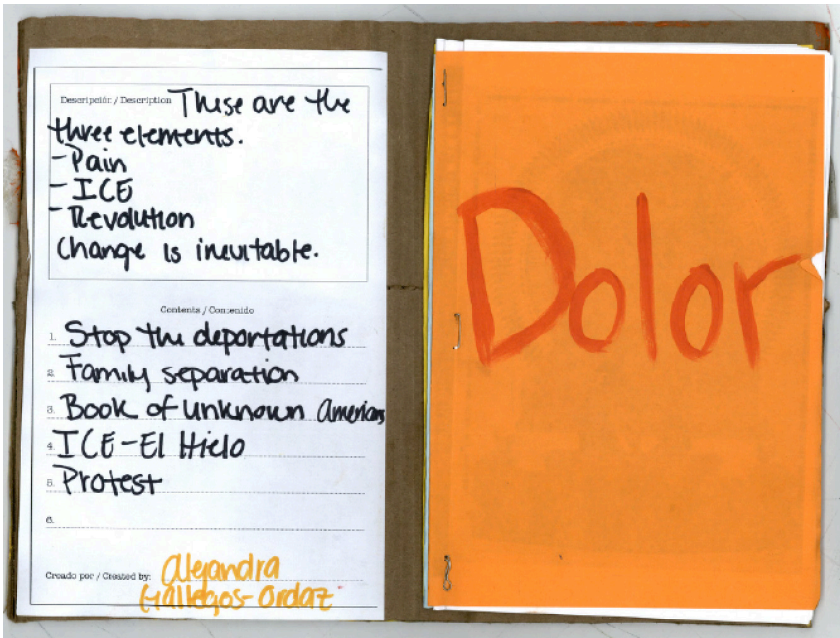 Descripción / Description These are the
three elements.
- Pain
- ICE
- Revolution
Change is inevitable.
Contents / Contenido
1. Stop the deportations
2. Family separation
3. Book of Unknown Americans
4. ICE-El Hielo
5. Protest
6.
Creado por / Created by: Alejandra
Gallegos-Ordaz
Dolor